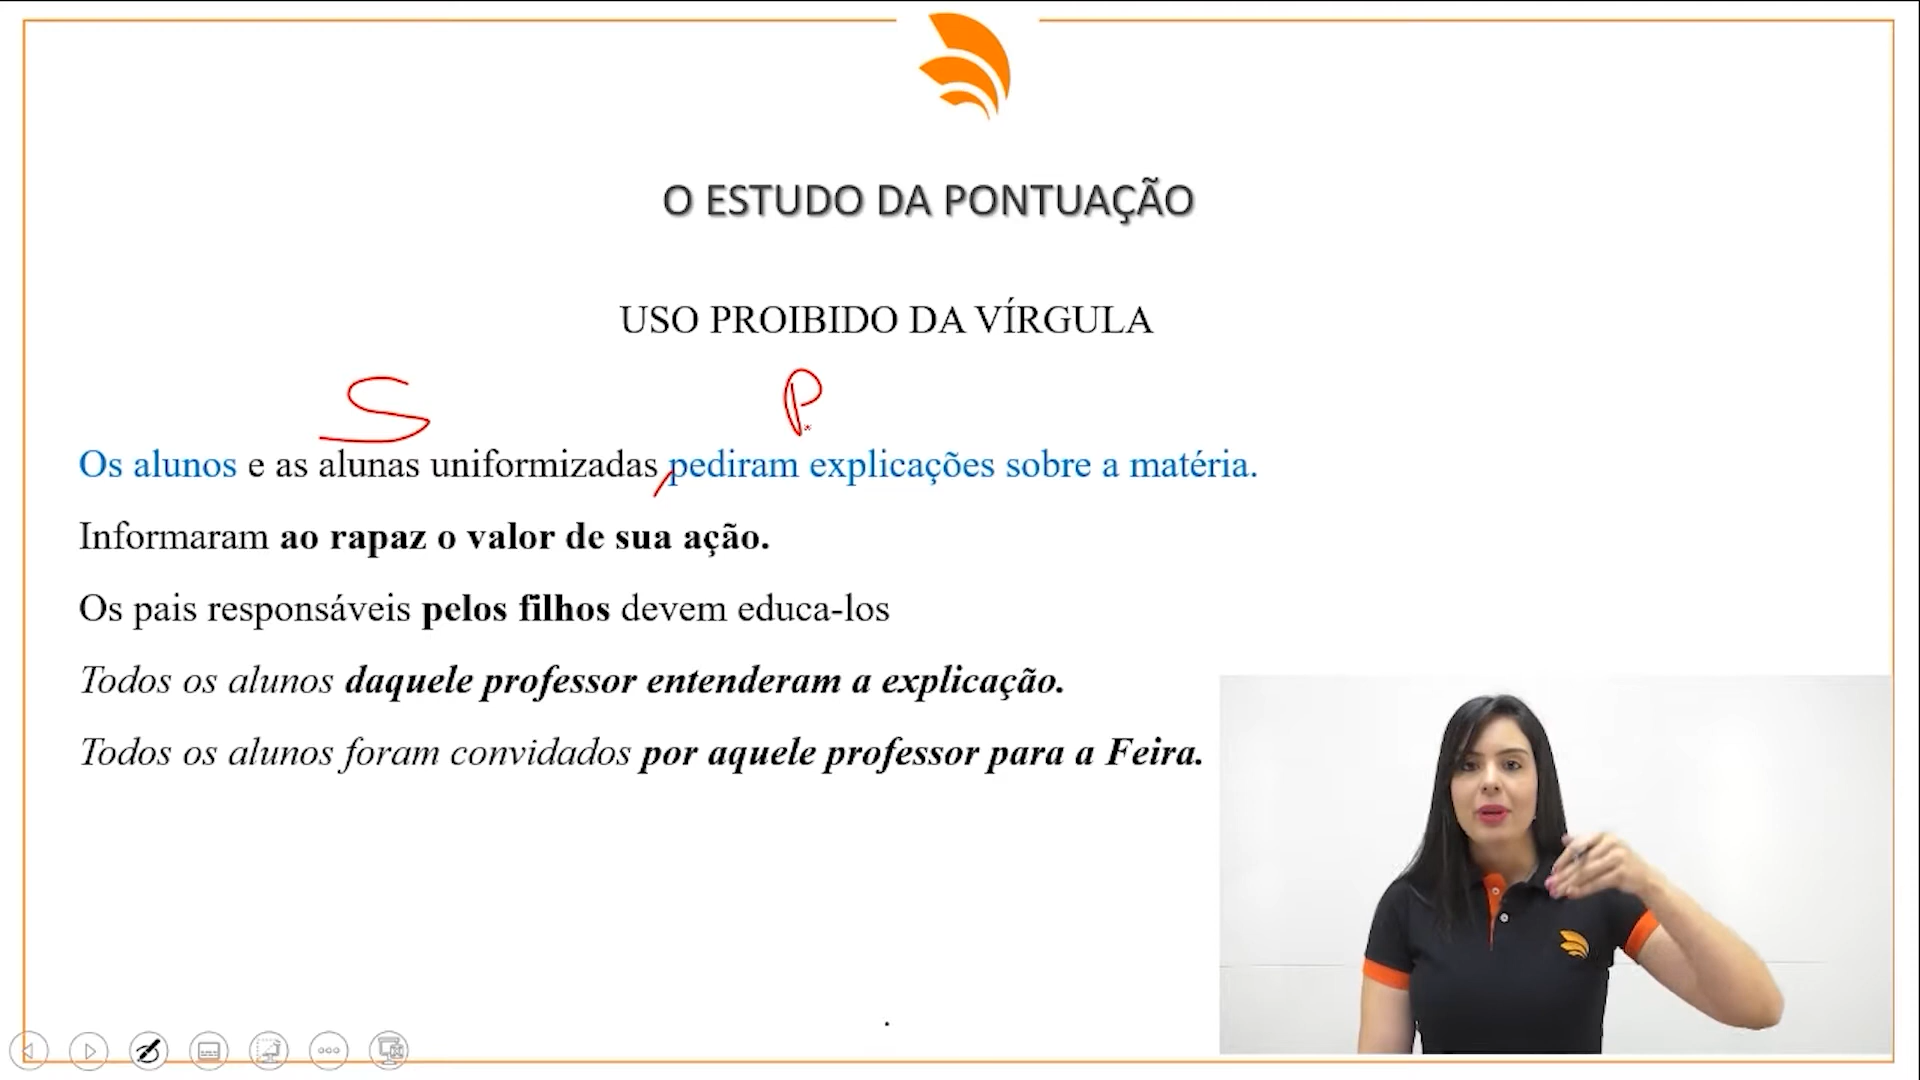 O ESTUDO DA PONTUAÇÃO
USO PROIBIDO DA VÍRGULA
S P
Os alunos e as alunas uniformizadas , pediram explicações sobre a matéria.
Informaram ao rapaz o valor de sua ação.
Os pais responsáveis pelos filhos devem educa-los
Todos os alunos daquele professor entenderam a explicação.
Todos os alunos foram convidados por aquele professor para a Feira.
.